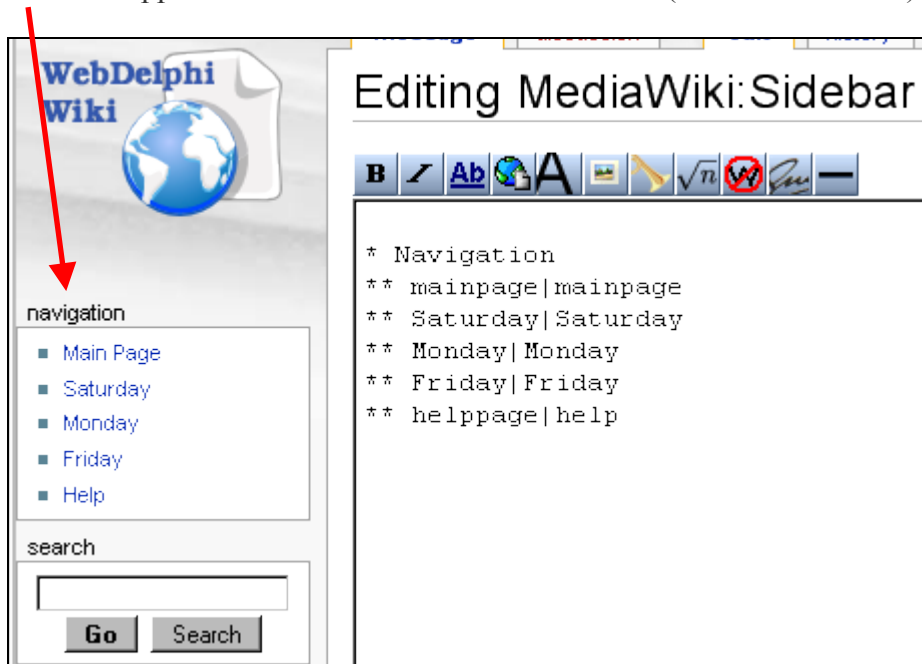 WebDelphi
Wiki
Editing MediaWiki:Sidebar
B I Ab A √n W
* Navigation
** mainpage|mainpage
** Saturday|Saturday
** Monday|Monday
** Friday|Friday
** helppage|help
navigation
Main Page
Saturday
Monday
Friday
Help
search
Go Search